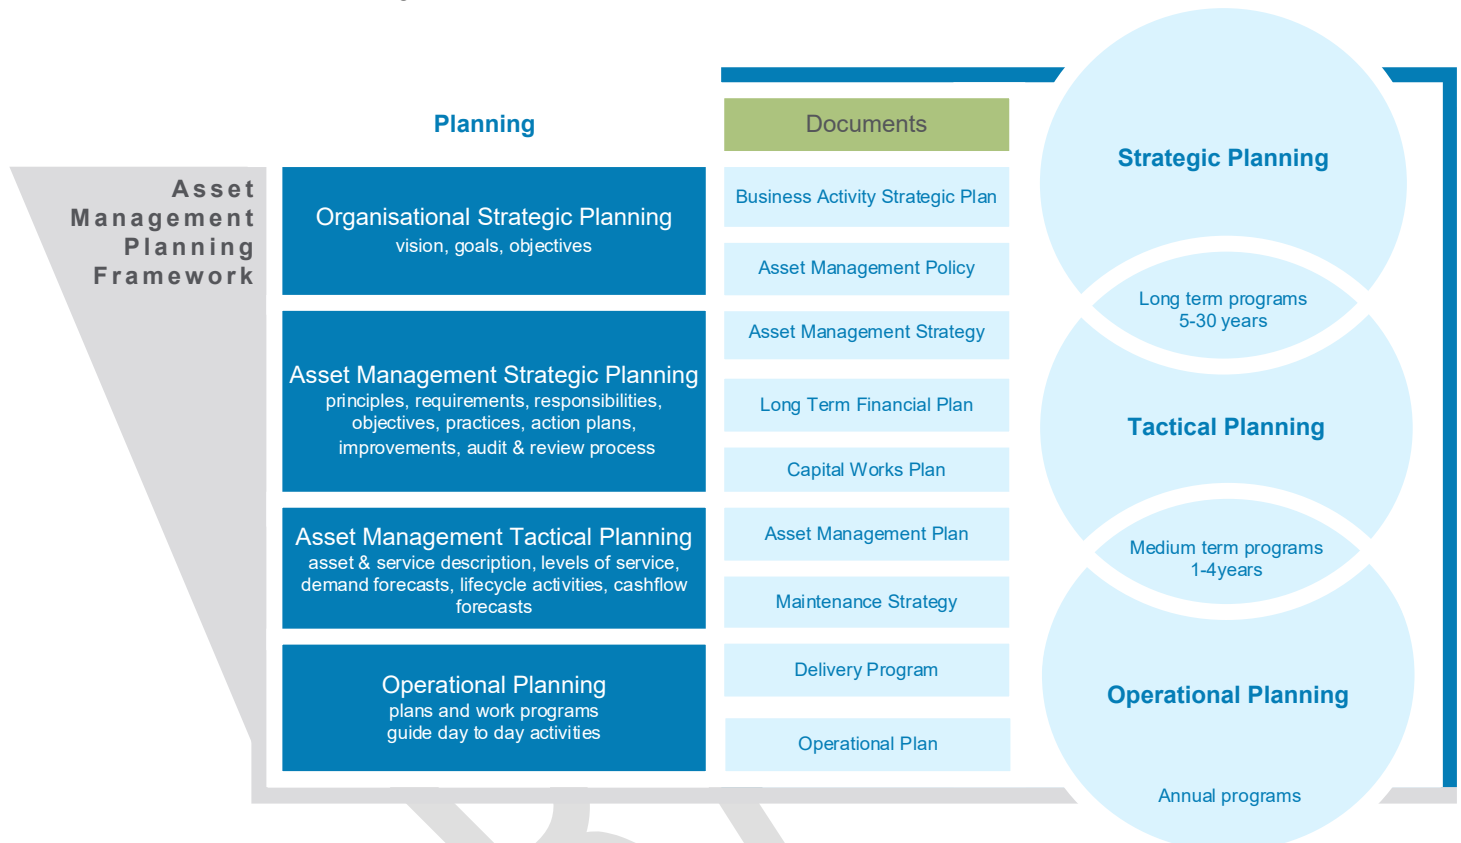 Planning
Documents
Asset
Management
Planning
Framework
Organisational Strategic Planning
vision, goals, objectives
Asset Management Strategic Planning
principles, requirements, responsibilities,
objectives, practices, action plans,
improvements, audit & review process
Asset Management Tactical Planning
asset & service description, levels of service,
demand forecasts, lifecycle activities, cashflow
forecasts
Operational Planning
plans and work programs
guide day to day activities
Business Activity Strategic Plan
Asset Management Policy
Asset Management Strategy
Long Term Financial Plan
Capital Works Plan
Asset Management Plan
Maintenance Strategy
Delivery Program
Operational Plan
Strategic Planning
Long term programs
5-30 years
Tactical Planning
Medium term programs
1-4years
Operational Planning
Annual programs